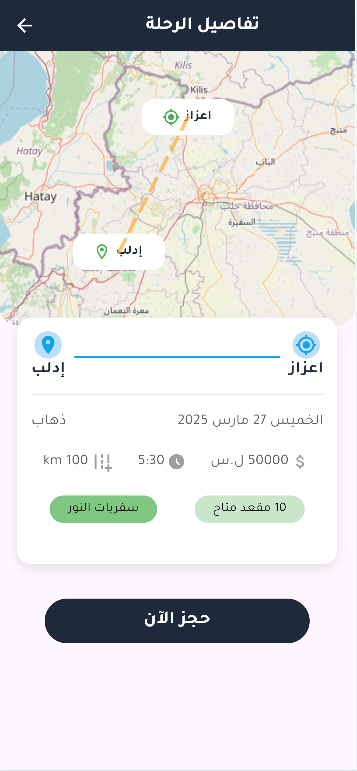 تفاصيل الرحلة
Kilis
Kilis
اعزاز
منبج
Hatay
الباب
Hatay
محافظة حلب
السفيرة
منطقة منبج
إدلب
معرة النعمان
اعزاز
إدلب
الخميس 27 مارس 2025
ذهاب
50000 ل.س
5:30
100 km
10 مقعد متاح
سفريات النور
حجز الآن